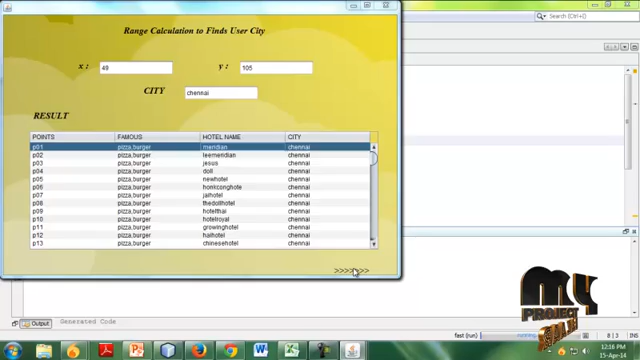 Search (Ctrl+I)
Range Calculation to Finds User City
x : 48 y : 105
CITY chennai
RESULT
POINTS FAMOUS HOTEL NAME CITY
p01 pizza,burger meridian chennai
p02 pizza,burger leemeridian chennai
p03 pizza,burger jesus chennai
p04 pizza,burger doll chennai
p05 pizza,burger newhotel chennai
p06 pizza,burger honkconghote chennai
p07 pizza,burger jaihotel chennai
p08 pizza,burger thedollhotel chennai
p09 pizza,burger hotelthai chennai
p10 pizza,burger hotelroyal chennai
p11 pizza,burger growinghotel chennai
p12 pizza,burger haihotel chennai
p13 pizza,burger chinesehotel chennai
>>>>>>>
MY
PROJECT
Output Generated Code
fast (run) running...
8 | 3 INS
12:16 PM
15-Apr-16